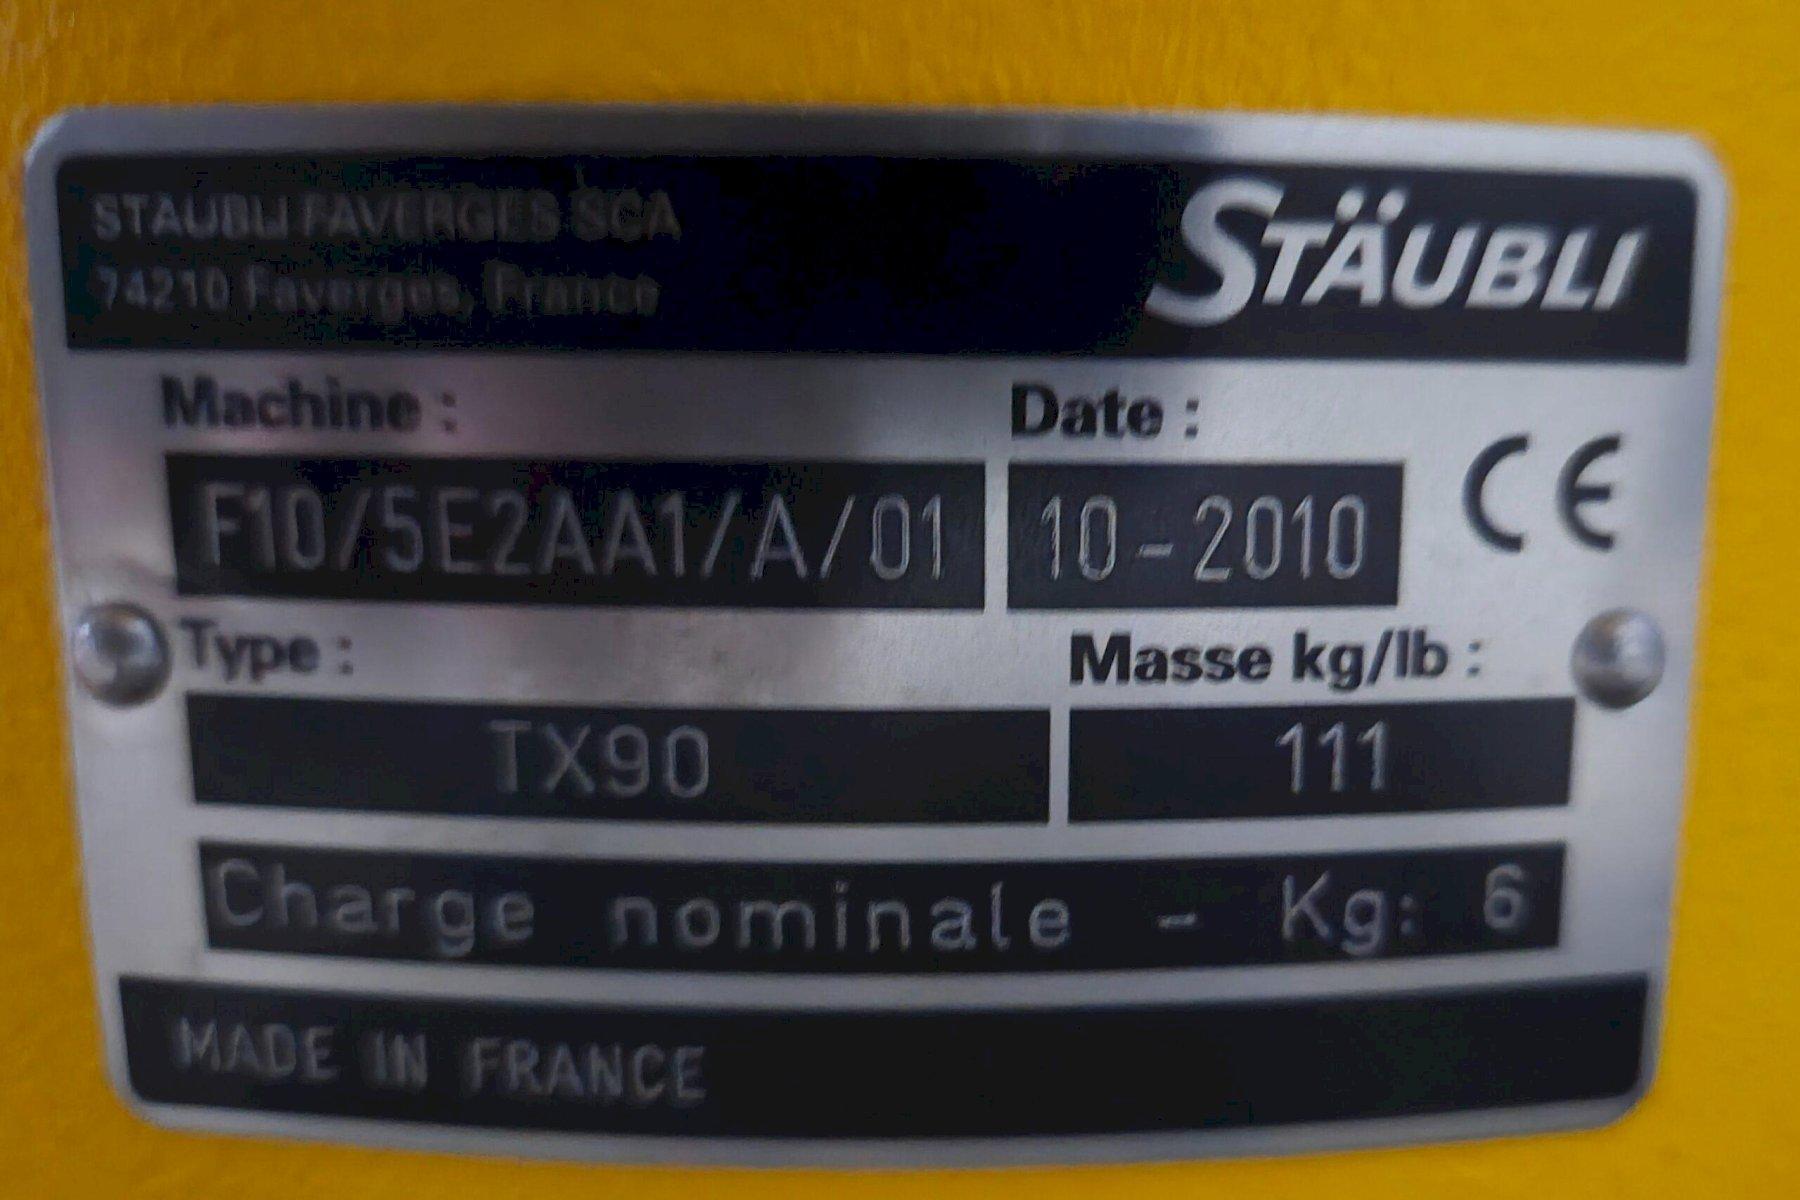 STÄUBLI FAVERGES SCA
74210 Faverges, France
STÄUBLI
Machine :
Date :
F10/5E2AA1/A/01
10-2010
CE
Type :
Masse kg/lb :
TX90
111
Charge nominale - Kg: 6
MADE IN FRANCE